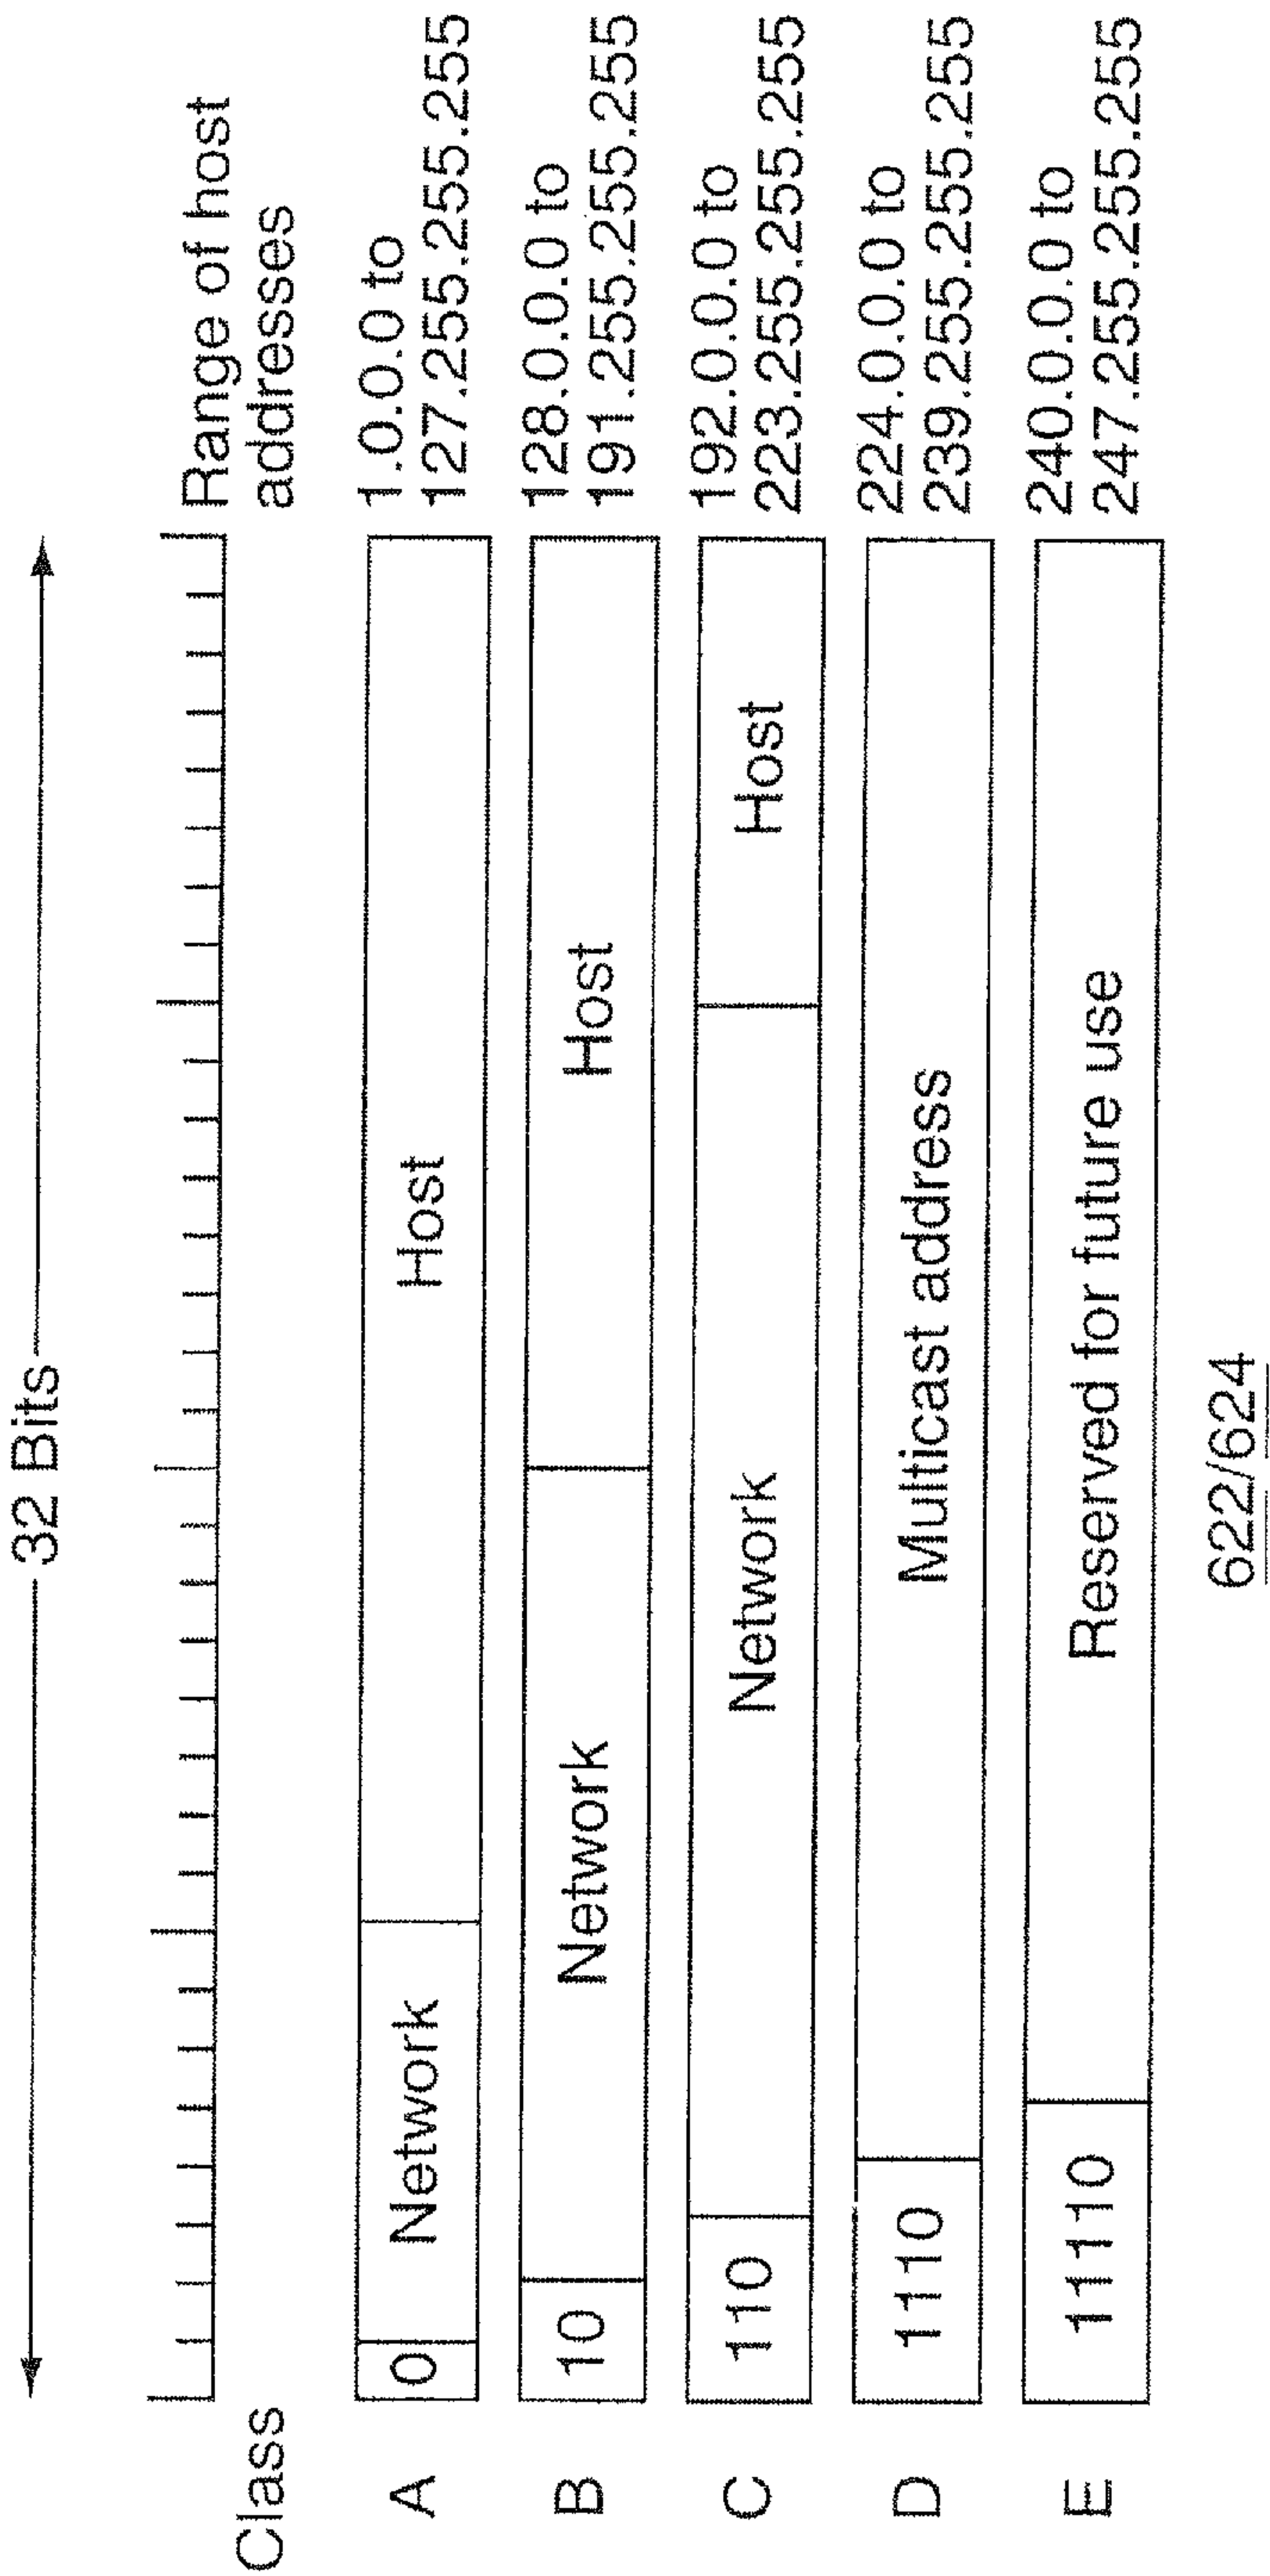 32 Bits
Class
Range of host
addresses
A
0
Network
Host
1.0.0.0 to
127.255.255.255
B
10
Network
Host
128.0.0.0 to
191.255.255.255
C
110
Network
Host
192.0.0.0 to
223.255.255.255
D
1110
Multicast address
224.0.0.0 to
239.255.255.255
E
11110
Reserved for future use
240.0.0.0 to
247.255.255.255
622/624